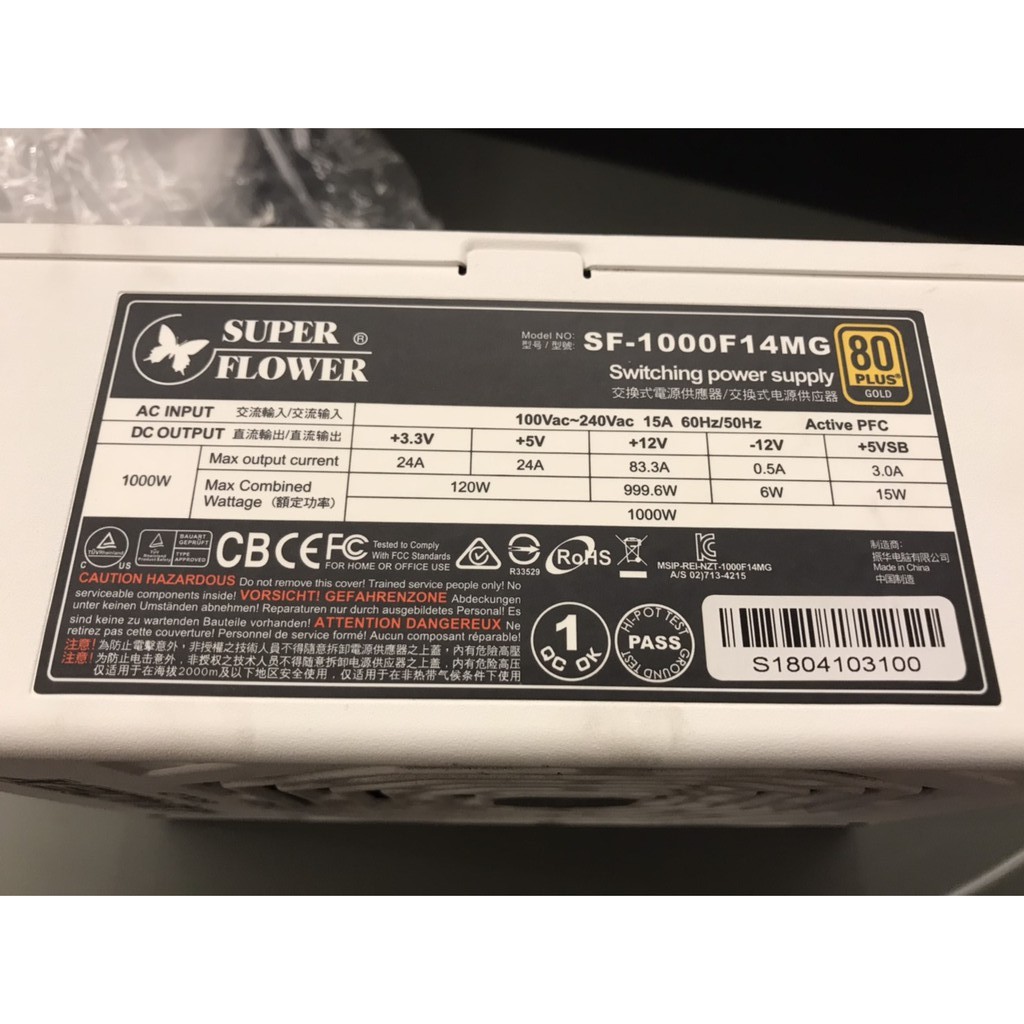 SUPER ®
FLOWER
Model NO:
型号 / 型號:
SF-1000F14MG
Switching power supply
交換式電源供應器/交换式电源供应器
80
PLUS®
GOLD
AC INPUT 交流輸入/交流输入 100Vac~240Vac 15A 60Hz/50Hz Active PFC
DC OUTPUT 直流輸出/直流输出 +3.3V +5V +12V -12V +5VSB
1000W
Max output current 24A 24A 83.3A 0.5A 3.0A
Max Combined
Wattage (額定功率) 120W 999.6W 6W 15W
1000W
TÜVRheinland
C US
BAUART
GEPRÜFT
TYPE
APPROVED
CB CE FC
Tested to Comply
With FCC Standards
FOR HOME OR OFFICE USE
R33529
RoHS
MSIP-REI-NZT-1000F14MG
A/S 02)713-4215
制造商:
振华电脑有限公司
Made in China
中国制造
CAUTION HAZARDOUS Do not remove this cover! Trained service people only! No
serviceable components inside! VORSICHT! GEFAHRENZONE Abdeckungen
unter keinen Umständen abnehmen! Reparaturen nur durch ausgebildetes Personal! Es
sind keine zu wartenden Bauteile vorhanden! ATTENTION DANGEREUX Ne
retirez pas cette couverture! Personnel de service formé! Aucun composant réparable!
注意! 為防止電擊意外, 非授權之技術人員不得隨意拆卸電源供應器之上蓋, 內有危險高壓
注意! 为防止电击意外, 非授权之技术人员不得随意拆卸电源供应器之上盖, 内有危险高压
仅适用于在海拔2000m及以下地区安全使用, 仅适用于在非热带气候条件下使用
1
QC OK
HI-POT TEST
PASS
GROUND TEST
S1804103100